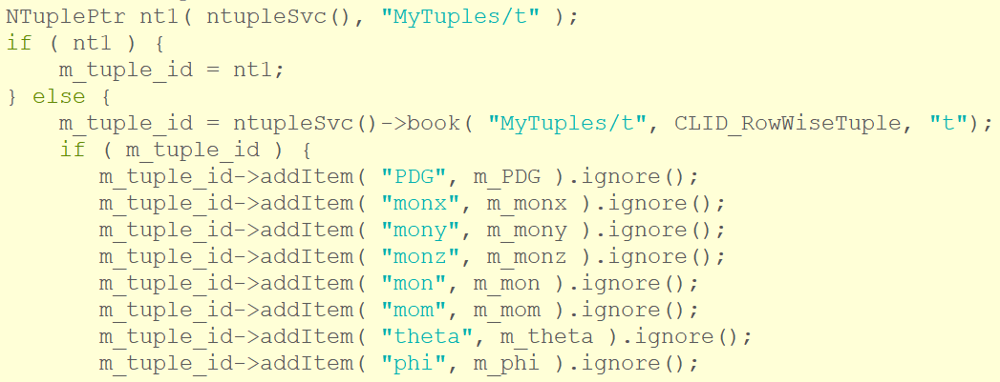 NTuplePtr nt1( ntupleSvc(), "MyTuples/t" );
if ( nt1 ) {
    m_tuple_id = nt1;
} else {
    m_tuple_id = ntupleSvc()->book( "MyTuples/t", CLID_RowWiseTuple, "t");
    if ( m_tuple_id ) {
       m_tuple_id->addItem( "PDG", m_PDG ).ignore();
       m_tuple_id->addItem( "monx", m_monx ).ignore();
       m_tuple_id->addItem( "mony", m_mony ).ignore();
       m_tuple_id->addItem( "monz", m_monz ).ignore();
       m_tuple_id->addItem( "mon", m_mon ).ignore();
       m_tuple_id->addItem( "mom", m_mom ).ignore();
       m_tuple_id->addItem( "theta", m_theta ).ignore();
       m_tuple_id->addItem( "phi", m_phi ).ignore();